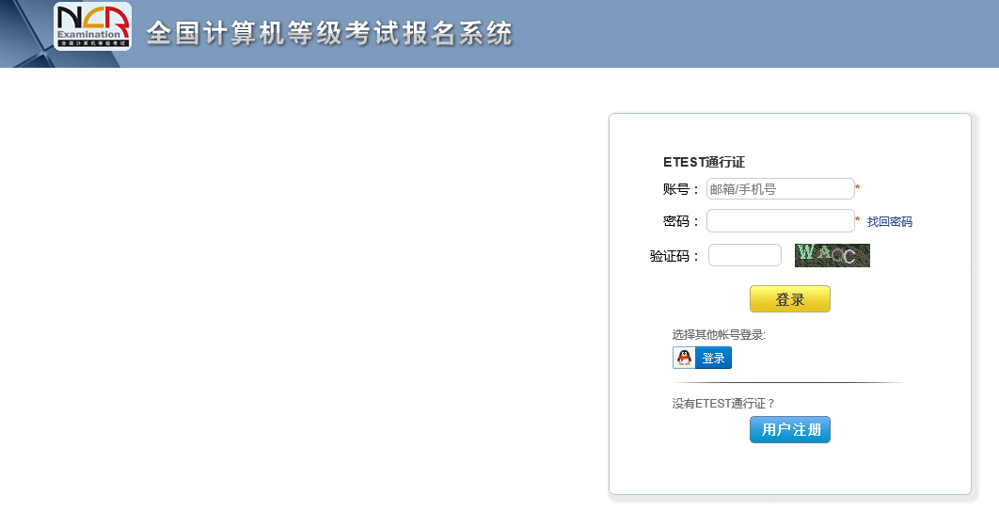 NCR
Examination
全国计算机等级考试
全国计算机等级考试报名系统
ETEST通行证
账号： 邮箱/手机号 *
密码： * 找回密码
验证码： WAOC
登录
选择其他帐号登录:
登录
没有ETEST通行证？
用户注册